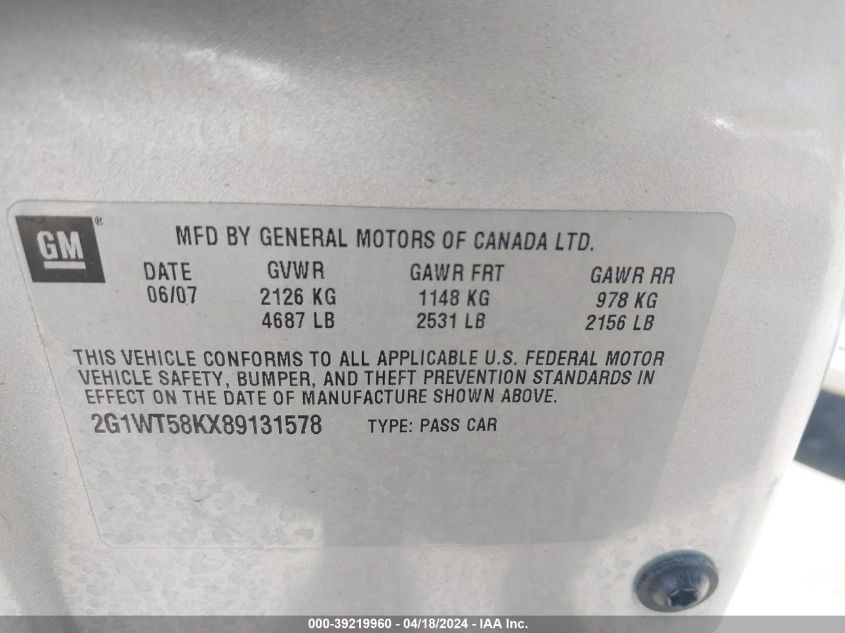 GM®
MFD BY GENERAL MOTORS OF CANADA LTD.
DATE GVWR GAWR FRT GAWR RR
06/07 2126 KG 1148 KG 978 KG
4687 LB 2531 LB 2156 LB
THIS VEHICLE CONFORMS TO ALL APPLICABLE U.S. FEDERAL MOTOR
VEHICLE SAFETY, BUMPER, AND THEFT PREVENTION STANDARDS IN
EFFECT ON THE DATE OF MANUFACTURE SHOWN ABOVE.
2G1WT58KX89131578 TYPE: PASS CAR
000-39219960 - 04/18/2024 - IAA Inc.